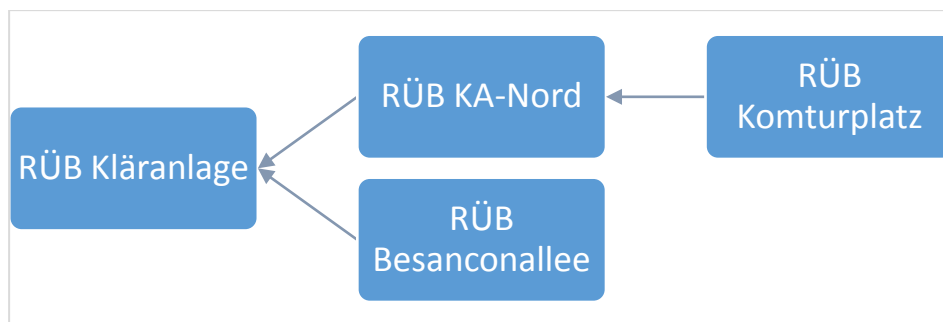 RÜB Kläranlage
RÜB KA-Nord
RÜB
Besanconallee
RÜB
Komturplatz